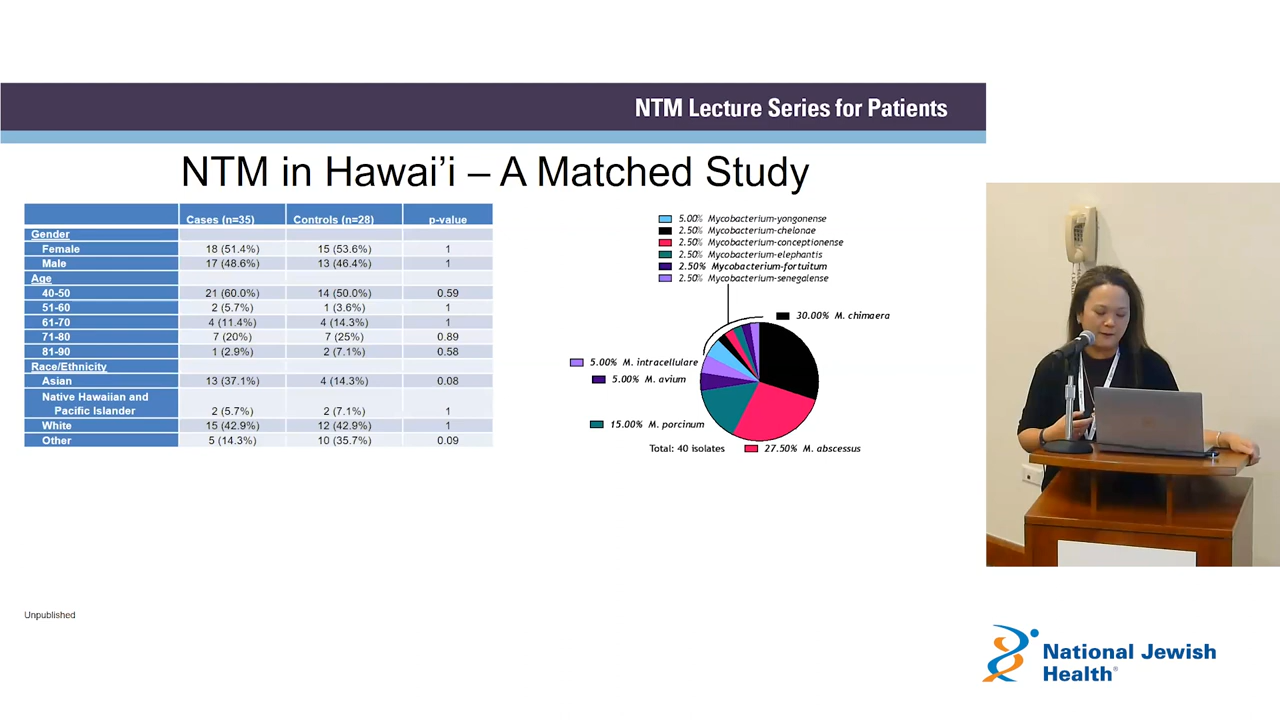 NTM Lecture Series for Patients
NTM in Hawai’i – A Matched Study
Cases (n=35) Controls (n=28) p-value
Gender
Female 18 (51.4%) 15 (53.6%) 1
Male 17 (48.6%) 13 (46.4%) 1
Age
40-50 21 (60.0%) 14 (50.0%) 0.59
51-60 2 (5.7%) 1 (3.6%) 1
61-70 4 (11.4%) 4 (14.3%) 1
71-80 7 (20%) 7 (25%) 0.89
81-90 1 (2.9%) 2 (7.1%) 0.58
Race/Ethnicity
Asian 13 (37.1%) 4 (14.3%) 0.08
Native Hawaiian and
Pacific Islander 2 (5.7%) 2 (7.1%) 1
White 15 (42.9%) 12 (42.9%) 1
Other 5 (14.3%) 10 (35.7%) 0.09
5.00% Mycobacterium-yongonense
2.50% Mycobacterium-chelonae
2.50% Mycobacterium-conceptionense
2.50% Mycobacterium-elephantis
2.50% Mycobacterium-fortuitum
2.50% Mycobacterium-senegalense
30.00% M. chimaera
5.00% M. intracellulare
5.00% M. avium
15.00% M. porcinum
Total: 40 isolates
27.50% M. abscessus
Unpublished
National Jewish
Health®